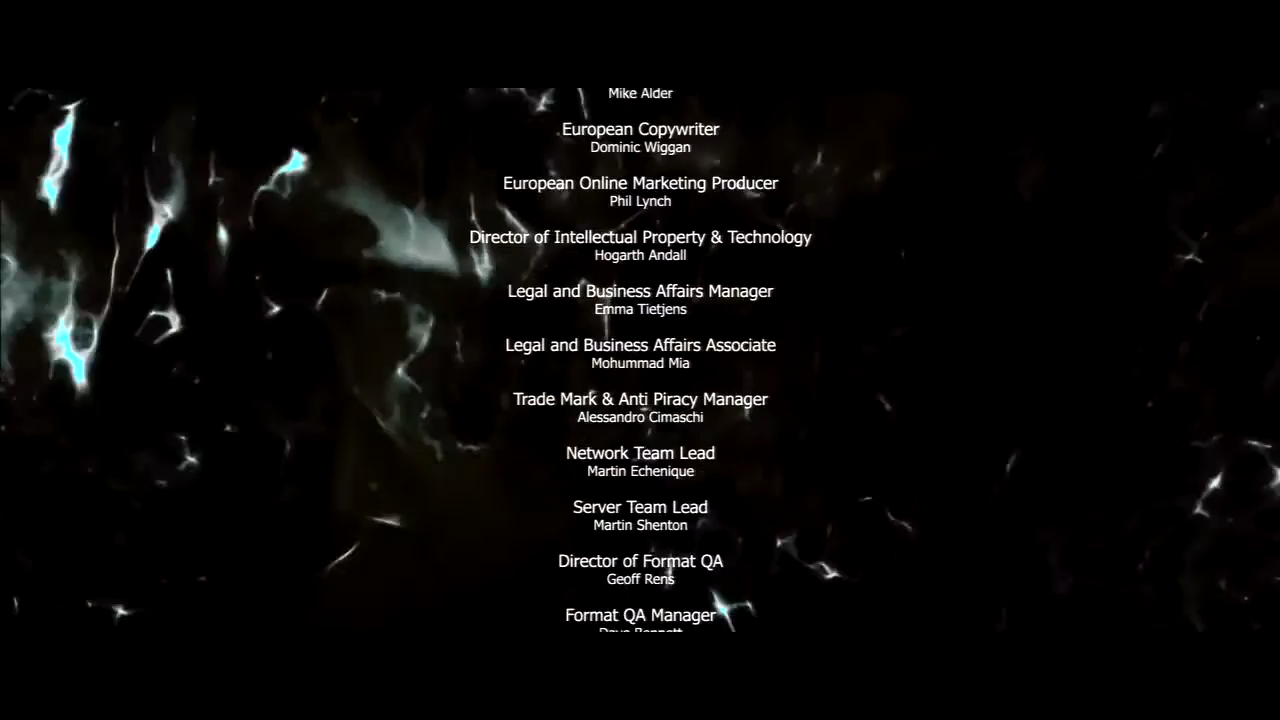 Mike Alder
European Copywriter
Dominic Wiggan
European Online Marketing Producer
Phil Lynch
Director of Intellectual Property & Technology
Hogarth Andall
Legal and Business Affairs Manager
Emma Tietjens
Legal and Business Affairs Associate
Mohummad Mia
Trade Mark & Anti Piracy Manager
Alessandro Cimaschi
Network Team Lead
Martin Echenique
Server Team Lead
Martin Shenton
Director of Format QA
Geoff Rens
Format QA Manager